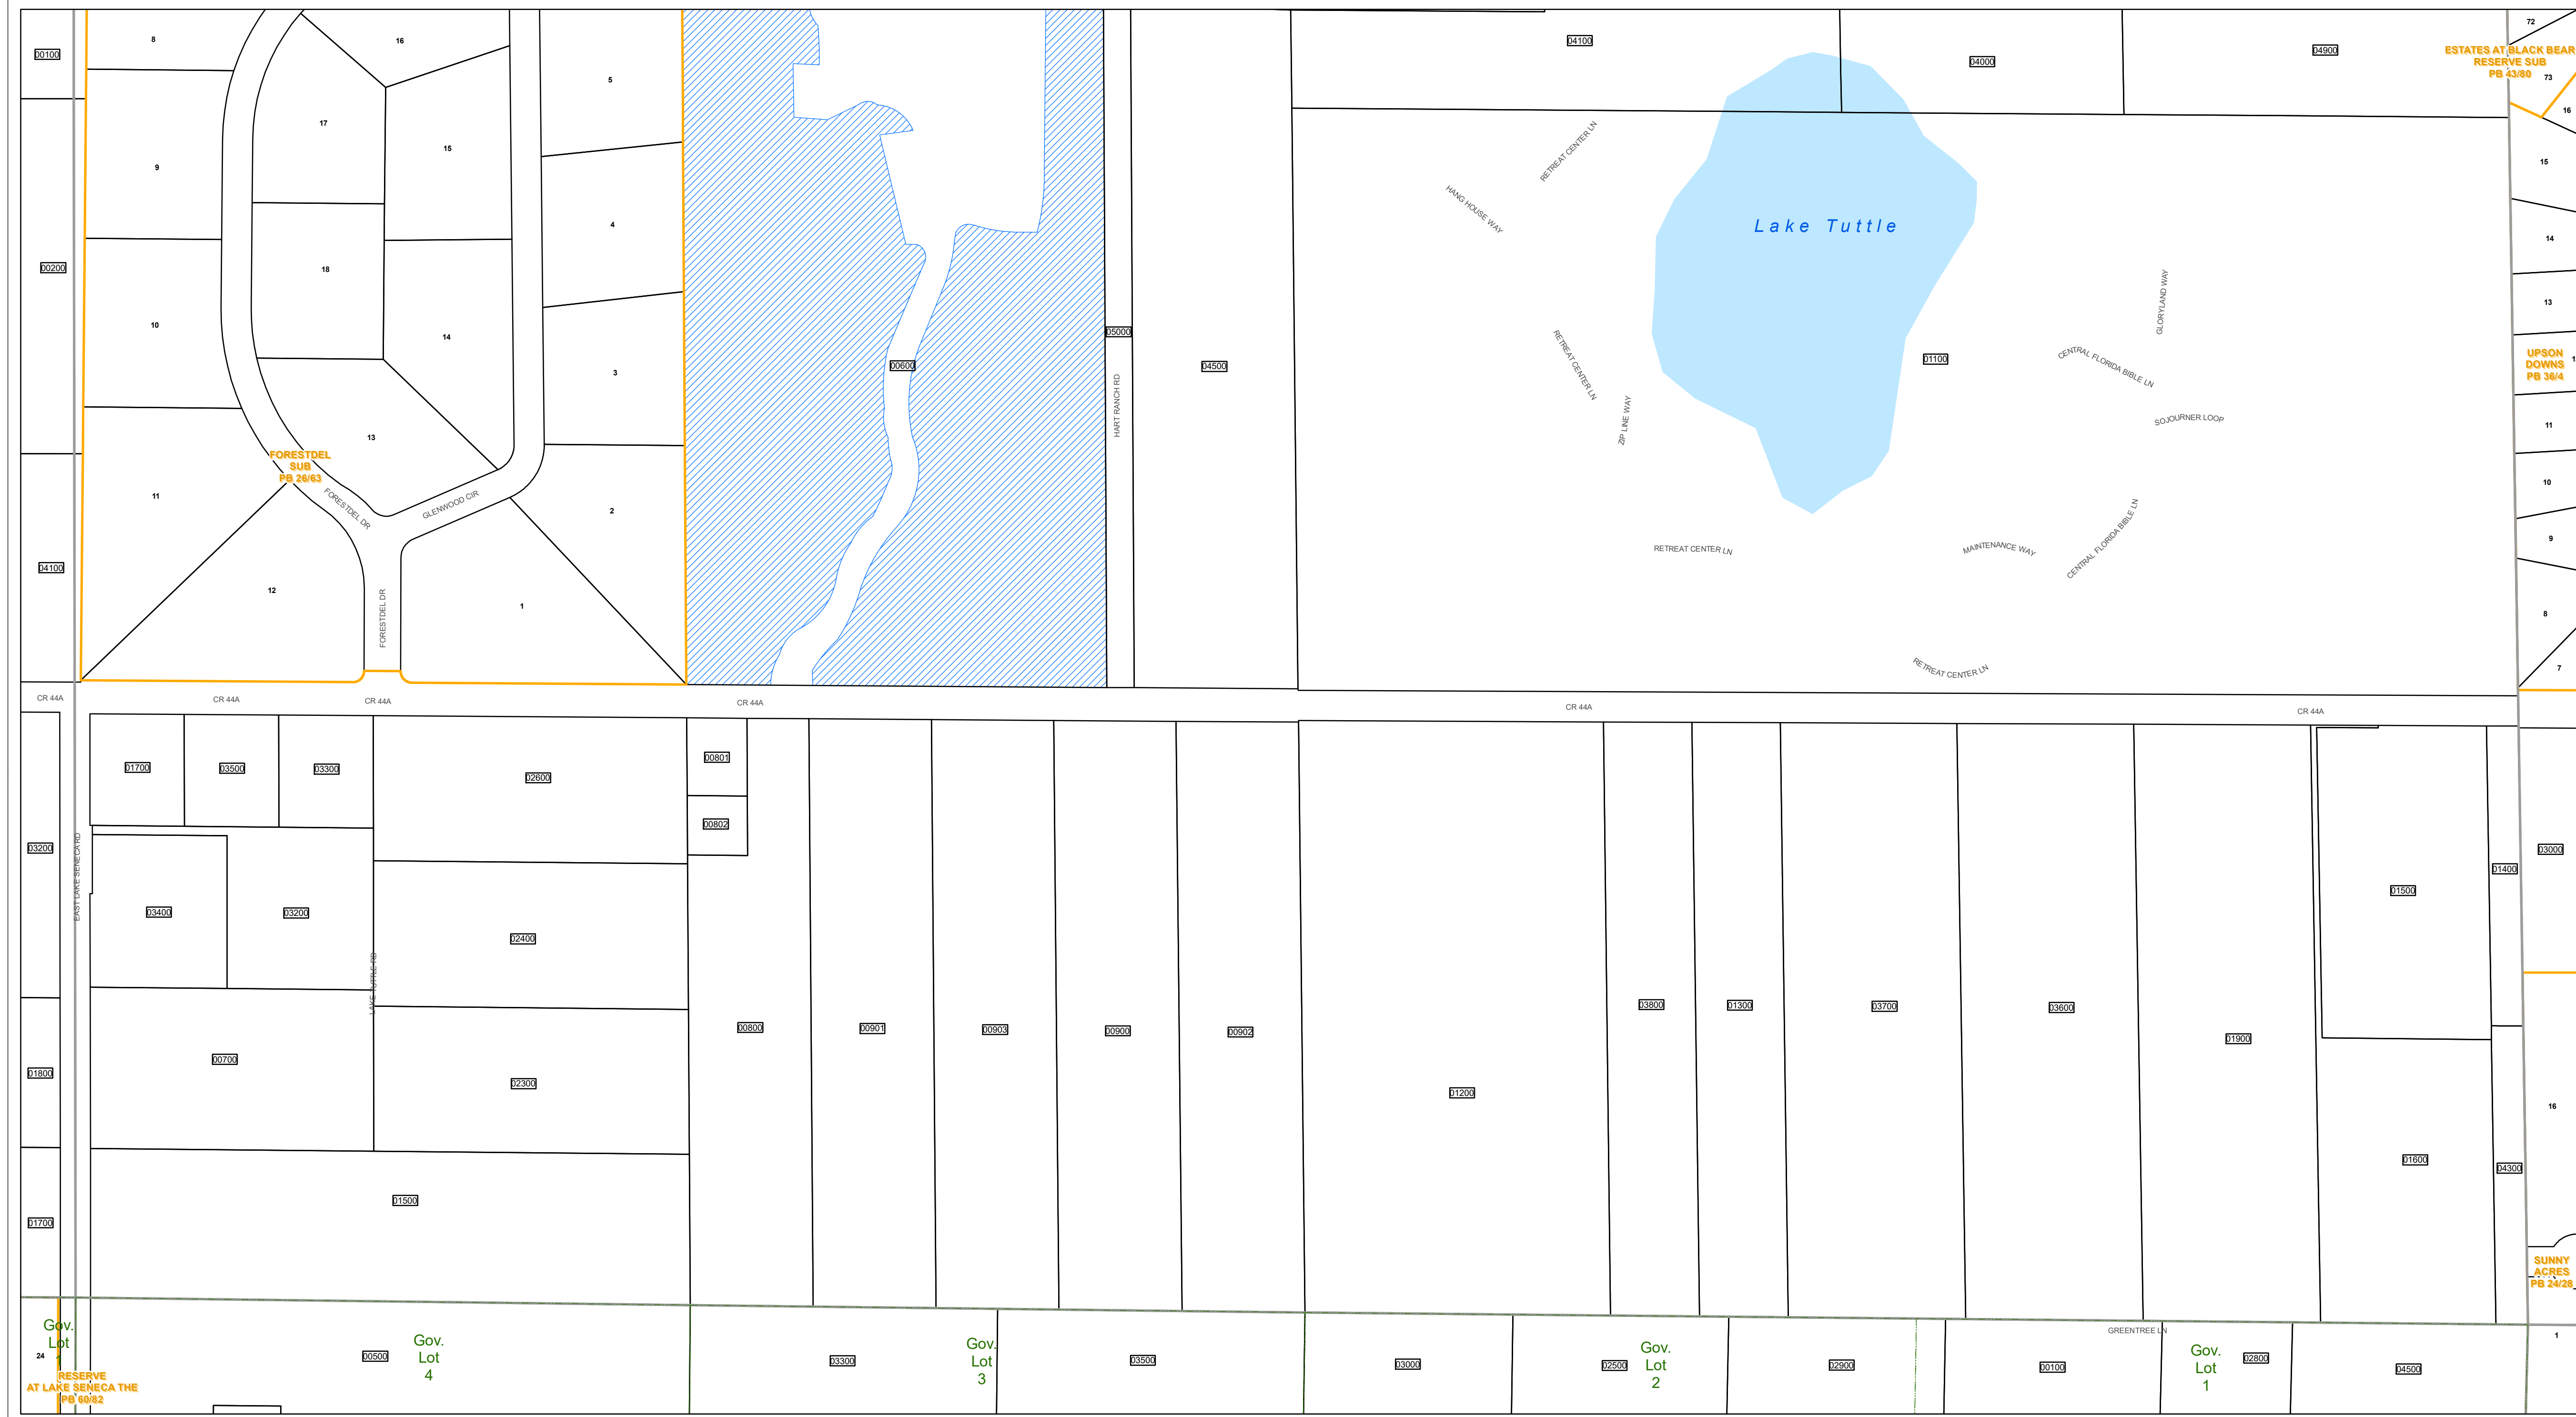 00100
8
16
5
04100
04000
04900
72
ESTATES AT BLACK BEAR
RESERVE SUB
PB 43/80
73
16
17
15
9
15
RETREAT CENTER LN
HANG HOUSE WAY
Lake Tuttle
4
14
00200
18
10
14
3
00600
05000
HART RANCH RD
04500
RETREAT CENTER LN
ZIP LINE WAY
01100
GLORYLAND WAY
CENTRAL FLORIDA BIBLE LN
SOJOURNER LOOP
13
UPSON
DOWNS
PB 36/4
11
13
FORESTDEL
SUB
PB 26/63
11
FORESTDEL DR
GLENWOOD CIR
2
10
9
04100
12
FORESTDEL DR
1
RETREAT CENTER LN
MAINTENANCE WAY
CENTRAL FLORIDA BIBLE LN
RETREAT CENTER LN
8
7
CR 44A
CR 44A
CR 44A
CR 44A
CR 44A
CR 44A
01700
03500
03300
02600
00801
00802
03200
EAST LAKE SENECA RD
03400
03200
LAKE TUTTLE RD
02400
01500
01400
03000
00700
02300
00800
00901
00903
00900
00902
01200
03800
01300
03700
03600
01900
01800
16
01600
04300
01700
01500
SUNNY
ACRES
PB 24/28
Gov.
Lot
24
RESERVE
AT LAKE SENECA THE
PB 60/82
00500
Gov.
Lot
4
03300
Gov.
Lot
3
03500
03000
02500
Gov.
Lot
2
02900
00100
GREENTREE LN
Gov.
Lot
1
02800
04500
1